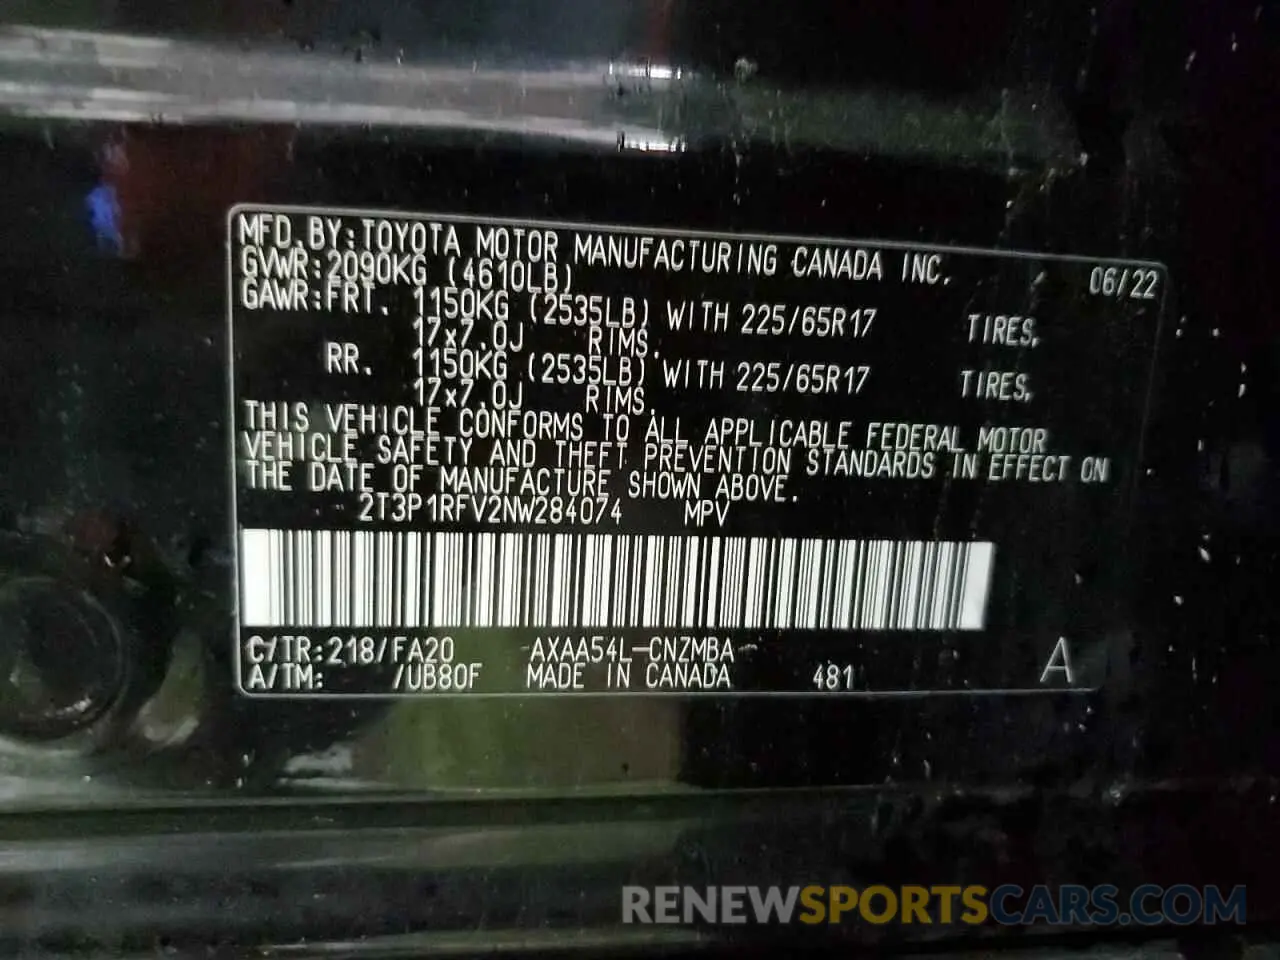 MFD.BY:TOYOTA MOTOR MANUFACTURING CANADA INC. 06/22
GVWR:2090KG (4610LB)
GAWR:FRT. 1150KG (2535LB) WITH 225/65R17 TIRES,
17x7.0J RIMS.
RR. 1150KG (2535LB) WITH 225/65R17 TIRES,
17x7.0J RIMS.
THIS VEHICLE CONFORMS TO ALL APPLICABLE FEDERAL MOTOR
VEHICLE SAFETY AND THEFT PREVENTION STANDARDS IN EFFECT ON
THE DATE OF MANUFACTURE SHOWN ABOVE.
2T3P1RFV2NW284074 MPV
C/TR:218/FA20 AXAA54L-CNZMBA
A/TM: /UB80F MADE IN CANADA 481 A
RENEWSPORTSCARS.COM